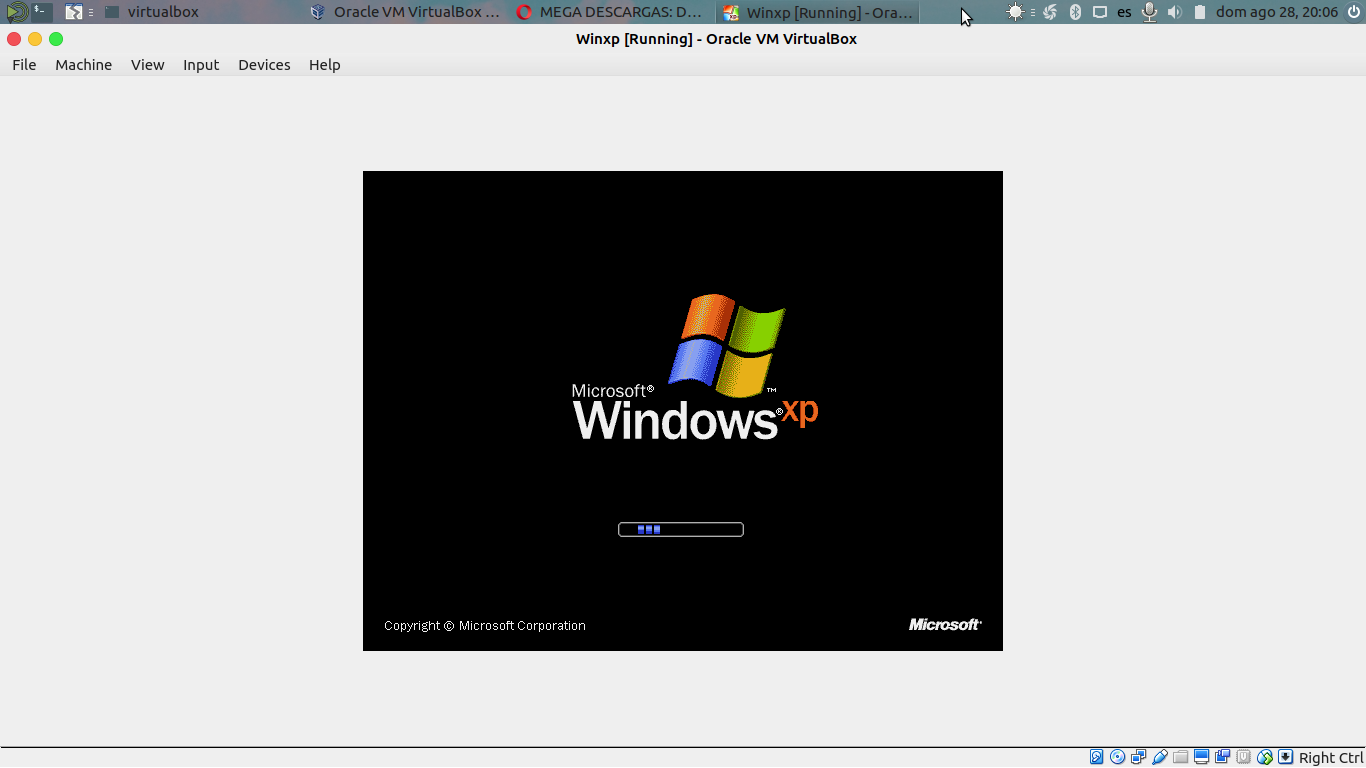 virtualbox Oracle VM VirtualBox ... MEGA DESCARGAS: D... Winxp [Running] - Ora... es dom ago 28, 20:06
Winxp [Running] - Oracle VM VirtualBox
File Machine View Input Devices Help
Microsoft®
Windows® xp ™
Copyright © Microsoft Corporation Microsoft®
Right Ctrl